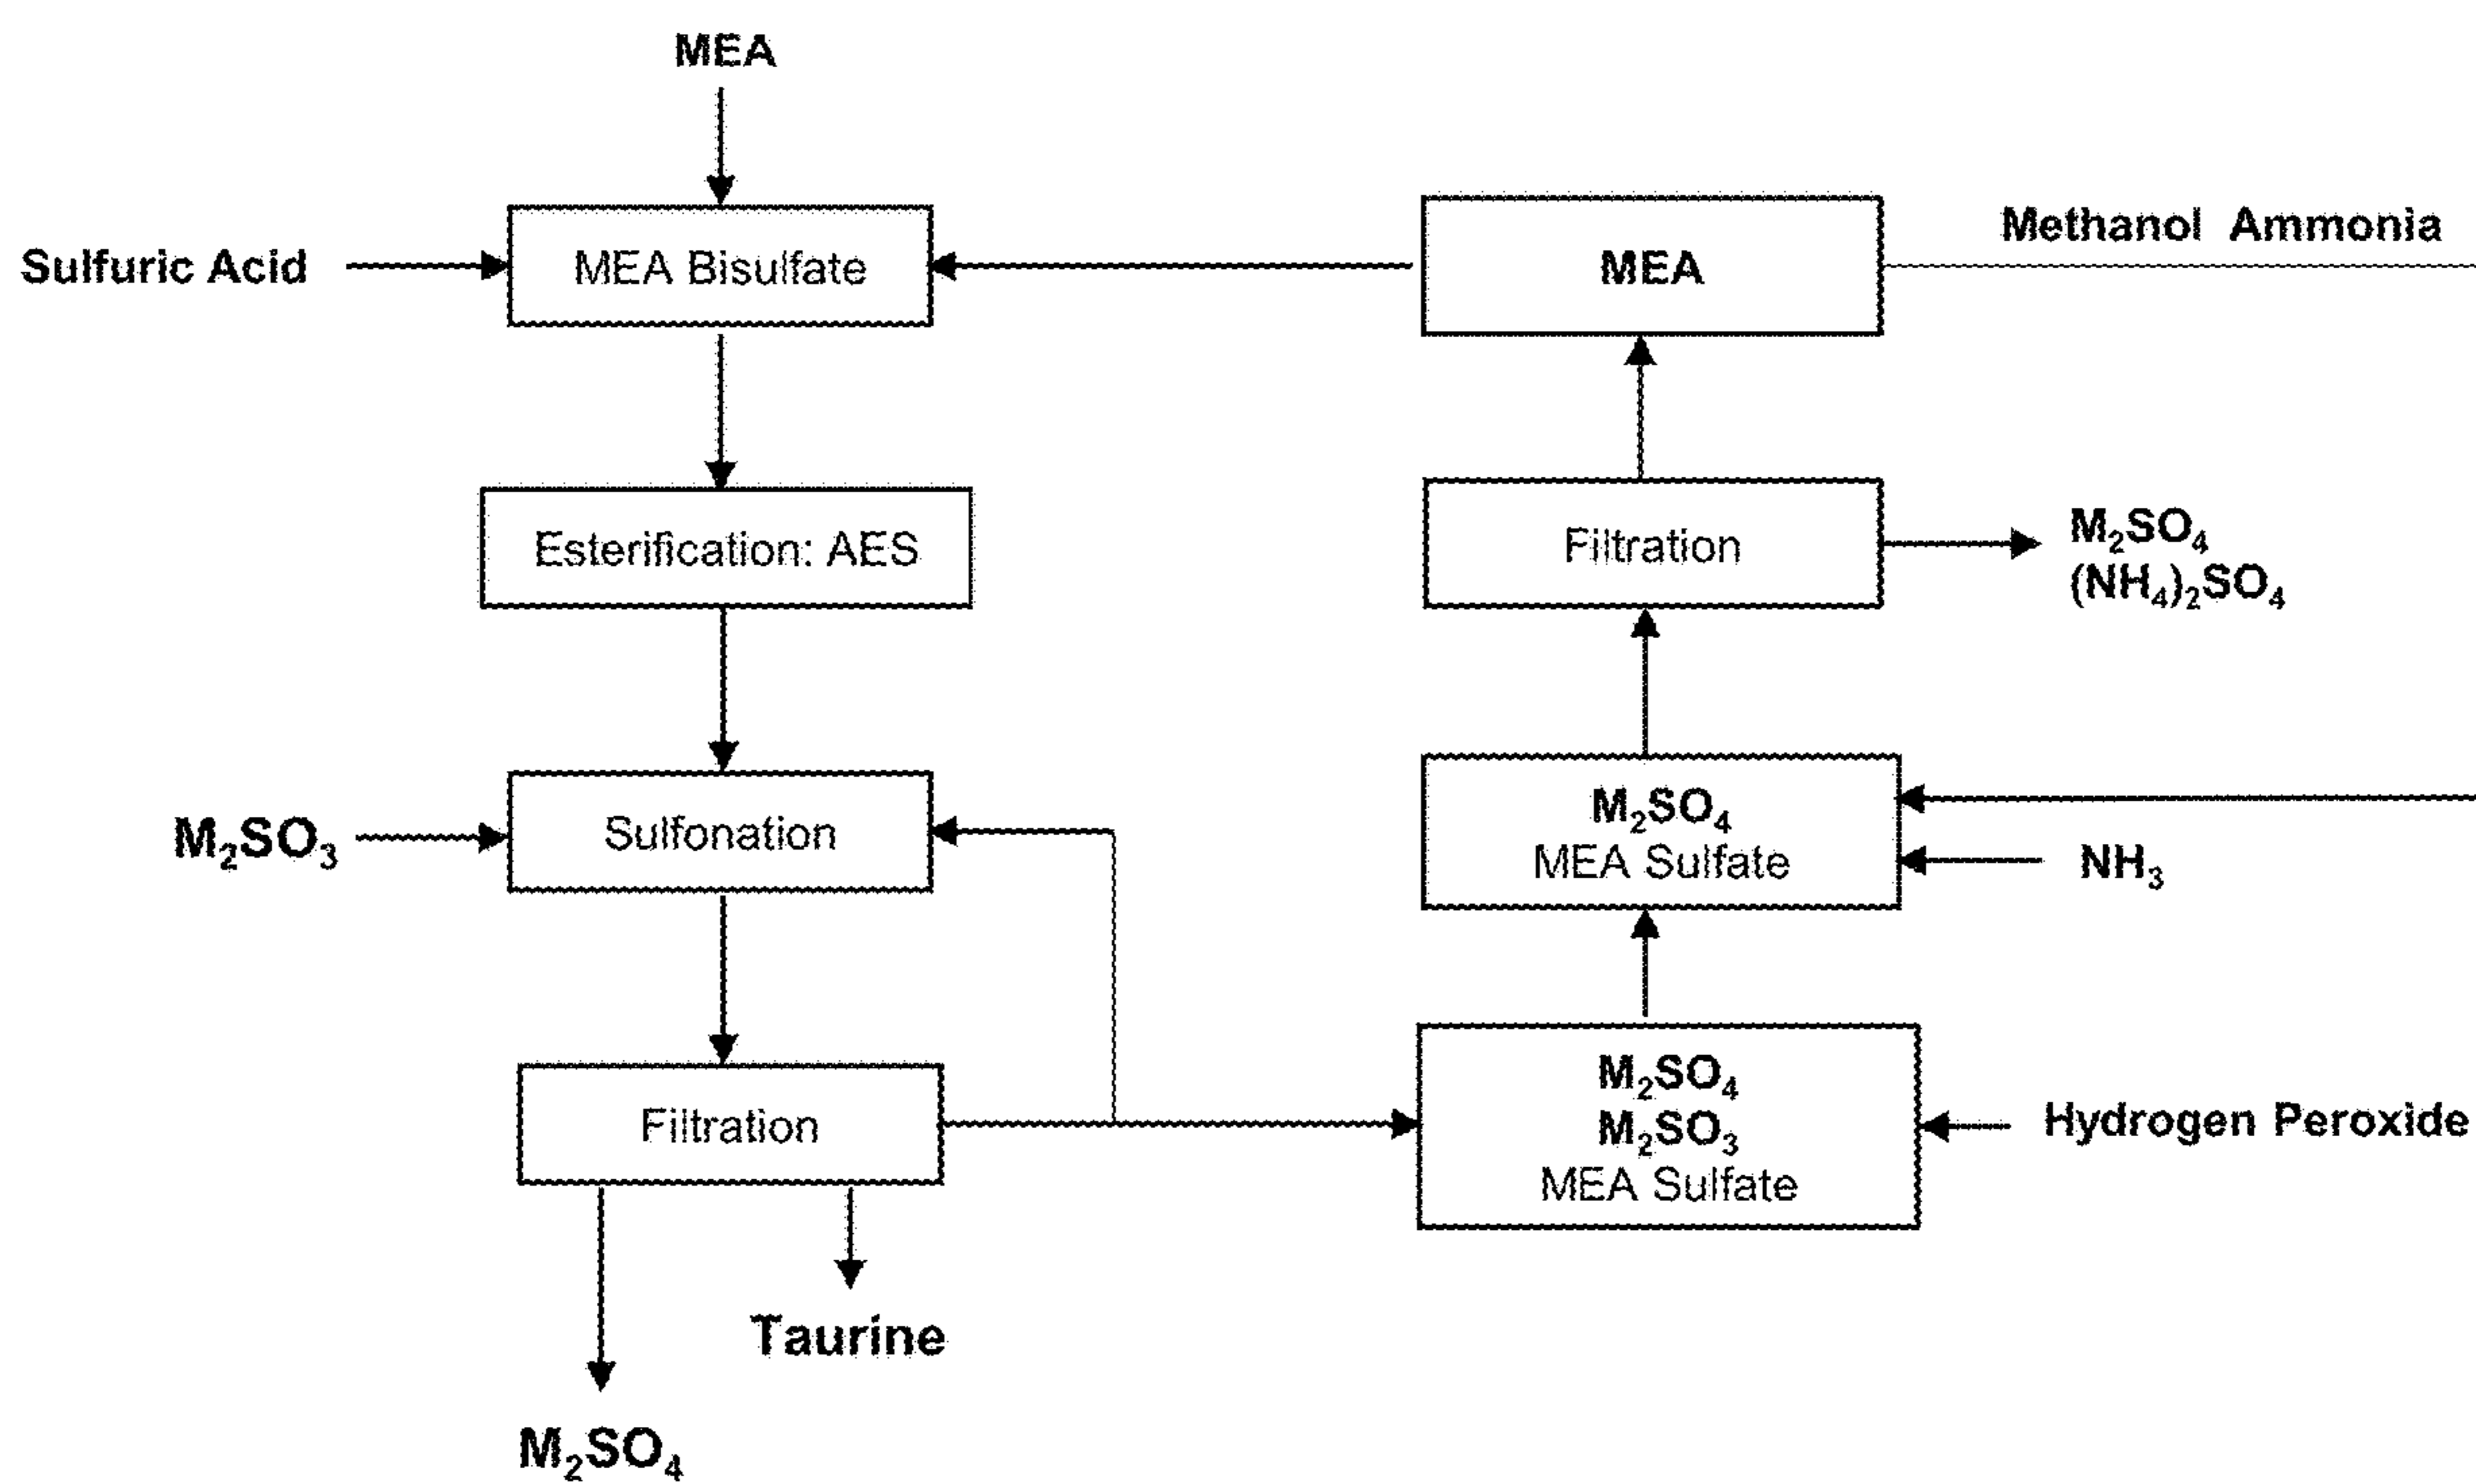 MEA
Sulfuric Acid
MEA Bisulfate
MEA
Methanol Ammonia
Esterification: AES
Filtration
M₂SO₄
(NH₄)₂SO₄
M₂SO₃
Sulfonation
M₂SO₄
MEA Sulfate
NH₃
Filtration
M₂SO₄
M₂SO₃
MEA Sulfate
Hydrogen Peroxide
Taurine
M₂SO₄